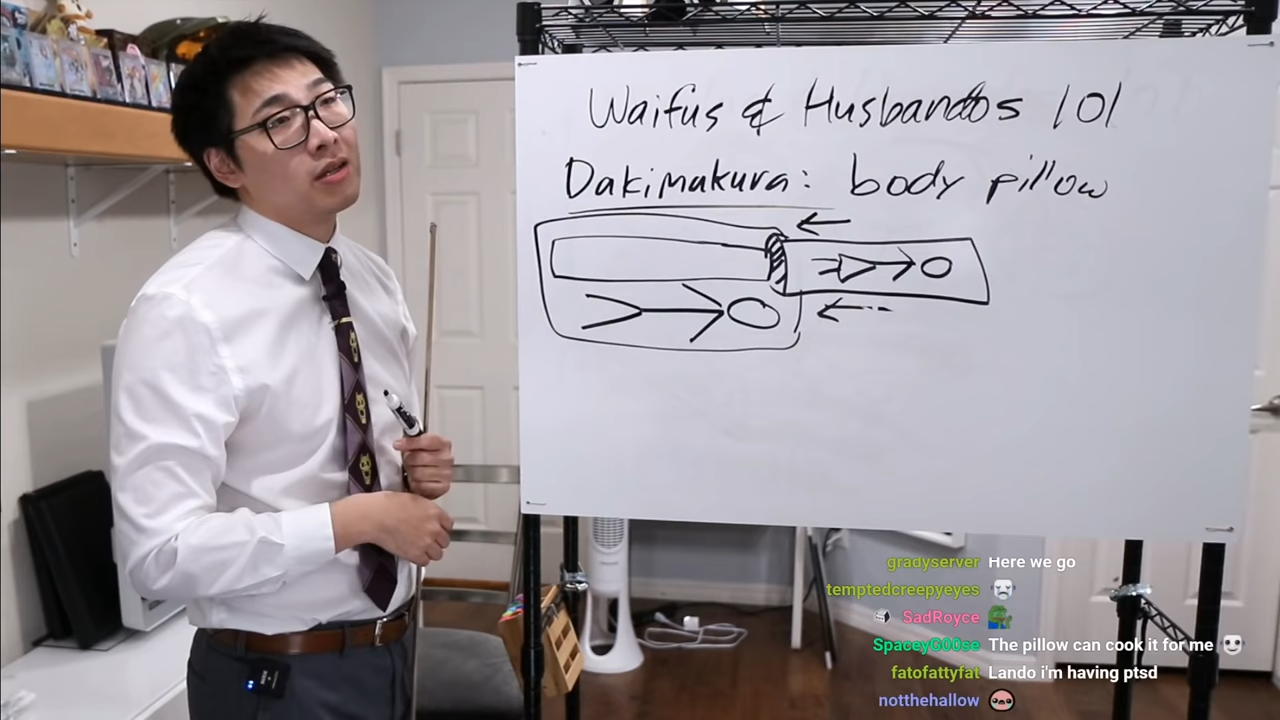 Waifus & Husbandos 101
Dakimakura: body pillow
gradyserver Here we go
temptedcreepyeyes
SadRoyce
SpaceyG00se The pillow can cook it for me
fatofattyfat Lando i'm having ptsd
notthehallow